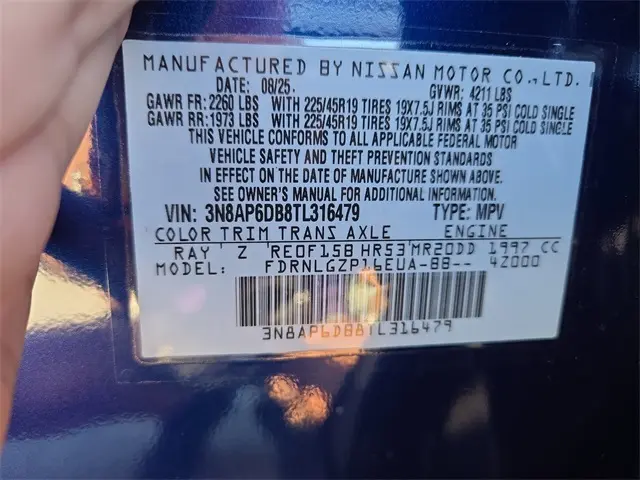 MANUFACTURED BY NISSAN MOTOR CO., LTD.
DATE: 08/25. GVWR: 4211 LBS
GAWR FR: 2260 LBS WITH 225/45R19 TIRES 19X7.5J RIMS AT 35 PSI COLD SINGLE
GAWR RR: 1973 LBS WITH 225/45R19 TIRES 19X7.5J RIMS AT 35 PSI COLD SINGLE
THIS VEHICLE CONFORMS TO ALL APPLICABLE FEDERAL MOTOR
VEHICLE SAFETY AND THEFT PREVENTION STANDARDS
IN EFFECT ON THE DATE OF MANUFACTURE SHOWN ABOVE.
SEE OWNER'S MANUAL FOR ADDITIONAL INFORMATION.
VIN: 3N8AP6DB8TL316479 TYPE: MPV
COLOR TRIM TRANS AXLE ENGINE
RAY' Z 'RE0F15B HR53'MR20DD 1997 CC
MODEL: FDRNLGZP16EUA-BB-- 4Z000
3N8AP6DB8TL316479